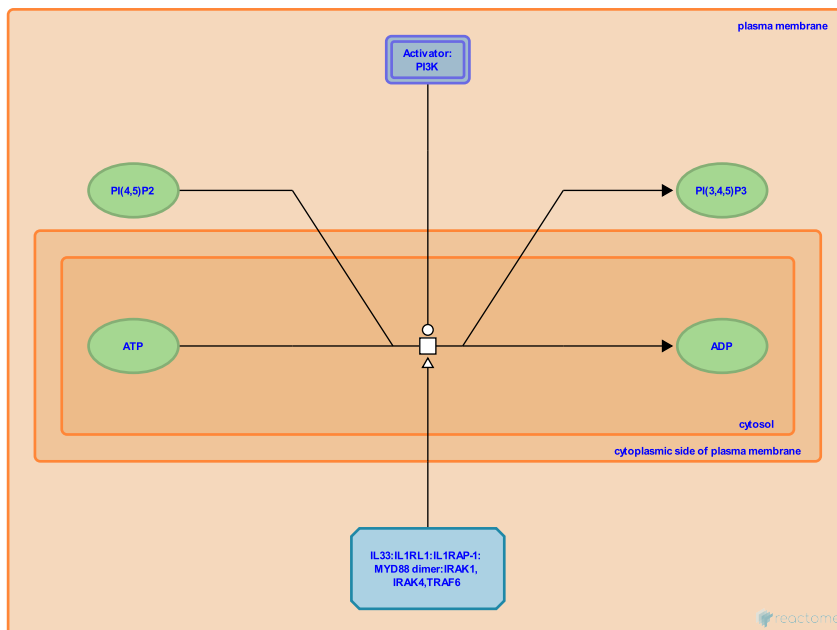 plasma membrane
Activator:
PI3K
PI(4,5)P2
PI(3,4,5)P3
ATP
ADP
cytosol
cytoplasmic side of plasma membrane
IL33:IL1RL1:IL1RAP-1:
MYD88 dimer:IRAK1,
IRAK4,TRAF6
reactome